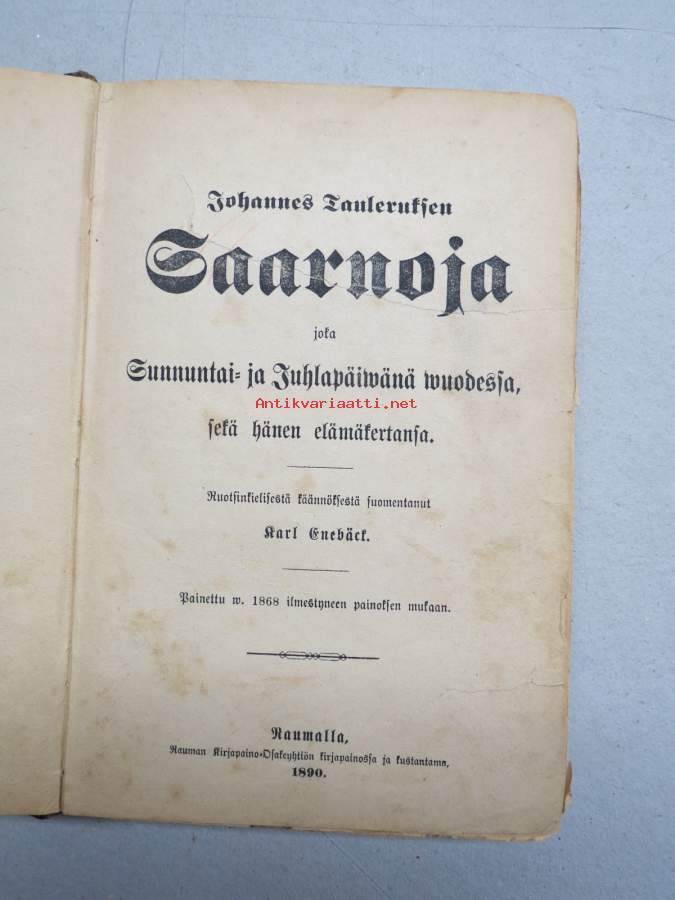 Johannes Tauleruksen
Saarnoja
joka
Sunnuntai- ja Juhlapäiwänä wuodessa,
Antikvariaatti.net
sekä hänen elämäkertansa.
Ruotsinkielisestä käännöksestä suomentanut
Karl Enebäck.
Painettu w. 1868 ilmestyneen painoksen mukaan.
Raumalla,
Rauman Kirjapaino-Osakeyhtiön kirjapainossa ja kustantama,
1890.